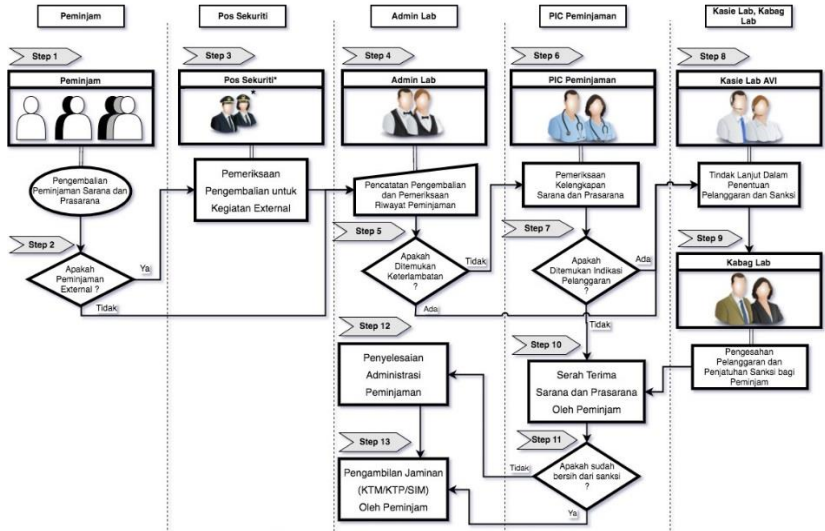 Peminjam
Pos Sekuriti
Admin Lab
PIC Peminjaman
Kasie Lab, Kabag
Lab
Step 1
Peminjam
Pengembalian
Peminjaman Sarana dan
Prasarana
Step 2
Apakah
Peminjaman
External ?
Ya
Tidak
Step 3
Pos Sekuriti*
*
Pemeriksaan
Pengembalian untuk
Kegiatan External
Step 4
Admin Lab
Pencatatan Pengembalian
dan Pemeriksaan
Riwayat Peminjaman
Step 5
Apakah
Ditemukan
Keterlambatan
?
Tidak
Ada
Step 6
PIC Peminjaman
Pemeriksaan
Kelengkapan
Sarana dan Prasarana
Step 7
Apakah
Ditemukan Indikasi
Pelanggaran
?
Ada
Tidak
Step 8
Kasie Lab AVI
Tindak Lanjut Dalam
Penentuan
Pelanggaran dan Sanksi
Step 9
Kabag Lab
Pengesahan
Pelanggaran dan
Penjatuhan Sanksi bagi
Peminjam
Step 10
Serah Terima
Sarana dan Prasarana
Oleh Peminjam
Step 11
Apakah sudah
bersih dari sanksi
?
Tidak
Ya
Step 12
Penyelesaian
Administrasi
Peminjaman
Step 13
Pengambilan Jaminan
(KTM/KTP/SIM)
Oleh Peminjam